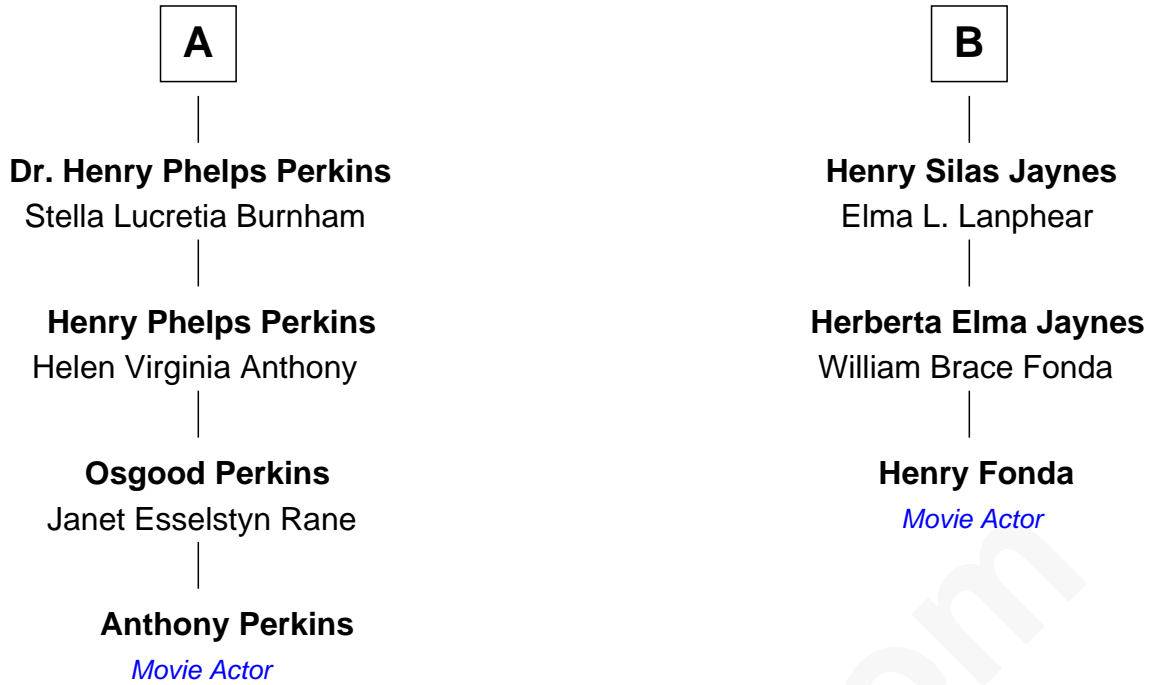 A
Dr. Henry Phelps Perkins
Stella Lucretia Burnham
Henry Phelps Perkins
Helen Virginia Anthony
Osgood Perkins
Janet Esselstyn Rane
Anthony Perkins
Movie Actor
B
Henry Silas Jaynes
Elma L. Lanphear
Herberta Elma Jaynes
William Brace Fonda
Henry Fonda
Movie Actor
om